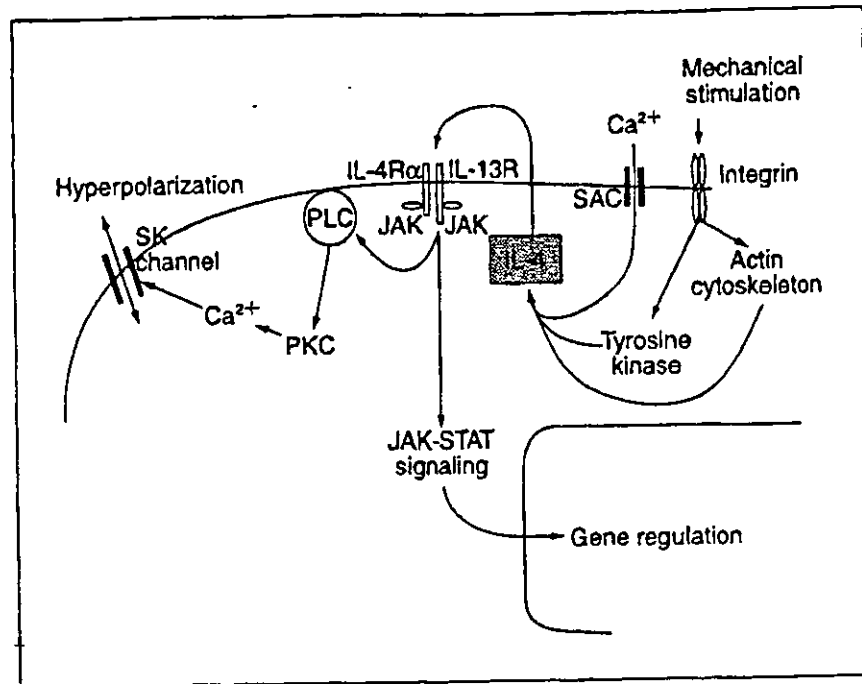 Mechanical
stimulation
Ca²⁺
IL-4Rα
IL-13R
Hyperpolarization
Integrin
SAC
PLC
JAK
JAK
SK
channel
IL-4
Actin
cytoskeleton
Ca²⁺
PKC
Tyrosine
kinase
JAK-STAT
signaling
Gene regulation